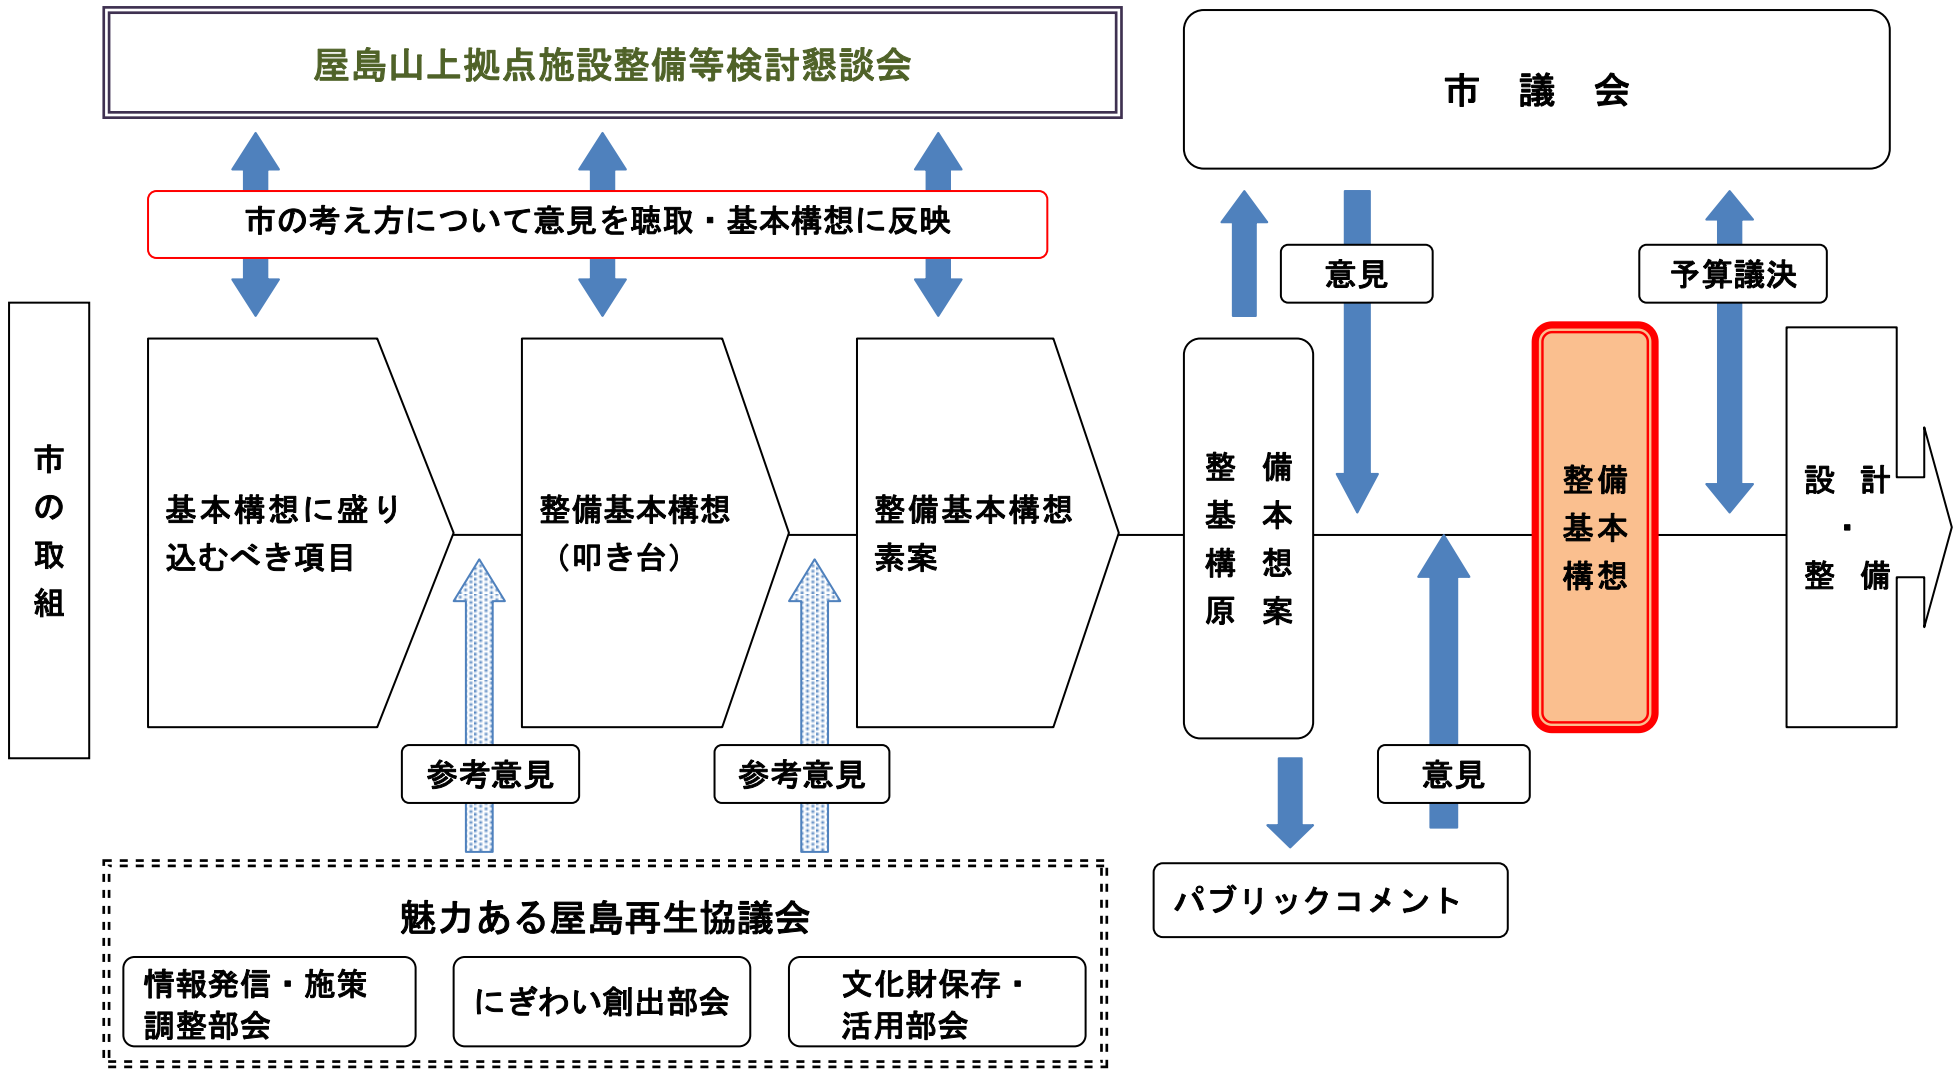 屋島山上拠点施設整備等検討懇談会
市　議　会
市の考え方について意見を聴取・基本構想に反映
意見
予算議決
市
の
取
組
基本構想に盛り
込むべき項目
整備基本構想
（叩き台）
整備基本構想
素案
整　備
基　本
構　想
原　案
整備
基本
構想
設　計
・
整　備
参考意見
参考意見
意見
パブリックコメント
魅力ある屋島再生協議会
情報発信・施策
調整部会
にぎわい創出部会
文化財保存・
活用部会